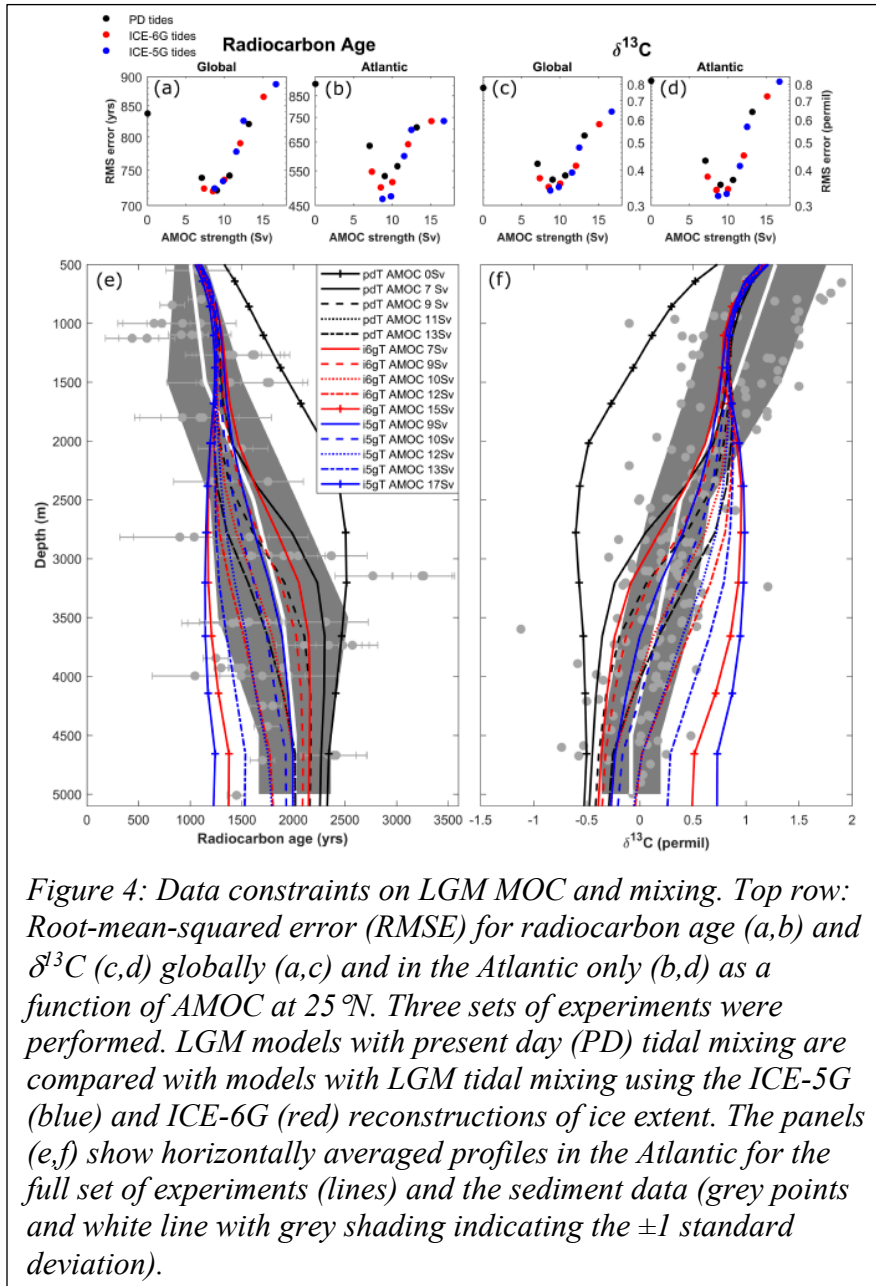 PD tides
ICE-6G tides
ICE-5G tides
Radiocarbon Age
δ13C
Global
Atlantic
Global
Atlantic
(a)
(b)
(c)
(d)
RMS error (yrs)
900
850
800
750
700
850
750
650
550
450
0.8
0.6
0.5
0.4
0.3
0.8
0.6
0.5
0.4
0.3
RMS error (permil)
0 5 10 15
0 5 10 15
0 5 10 15
0 5 10 15
AMOC strength (Sv)
AMOC strength (Sv)
AMOC strength (Sv)
AMOC strength (Sv)
(e)
(f)
Depth (m)
500
1000
1500
2000
2500
3000
3500
4000
4500
5000
pdT AMOC 0Sv
pdT AMOC 7 Sv
pdT AMOC 9 Sv
pdT AMOC 11Sv
pdT AMOC 13Sv
i6gT AMOC 7Sv
i6gT AMOC 9Sv
i6gT AMOC 10Sv
i6gT AMOC 12Sv
i6gT AMOC 15Sv
i5gT AMOC 9Sv
i5gT AMOC 10Sv
i5gT AMOC 12Sv
i5gT AMOC 13Sv
i5gT AMOC 17Sv
0 500 1000 1500 2000 2500 3000 3500
Radiocarbon age (yrs)
-1.5 -1 -0.5 0 0.5 1 1.5 2
δ13C (permil)
Figure 4: Data constraints on LGM MOC and mixing. Top row:
Root-mean-squared error (RMSE) for radiocarbon age (a,b) and
δ13C (c,d) globally (a,c) and in the Atlantic only (b,d) as a
function of AMOC at 25°N. Three sets of experiments were
performed. LGM models with present day (PD) tidal mixing are
compared with models with LGM tidal mixing using the ICE-5G
(blue) and ICE-6G (red) reconstructions of ice extent. The panels
(e,f) show horizontally averaged profiles in the Atlantic for the
full set of experiments (lines) and the sediment data (grey points
and white line with grey shading indicating the ±1 standard
deviation).